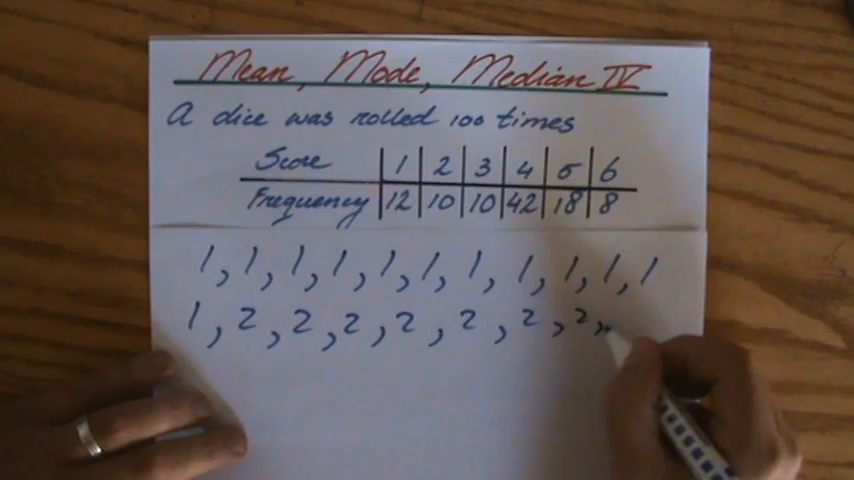 Mean, Mode, Median IV
A dice was rolled 100 times
Score 1 2 3 4 5 6
Frequency 12 10 10 42 18 8
1, 1, 1, 1, 1, 1, 1, 1, 1, 1, 1
1, 2, 2, 2, 2, 2, 2, 2,